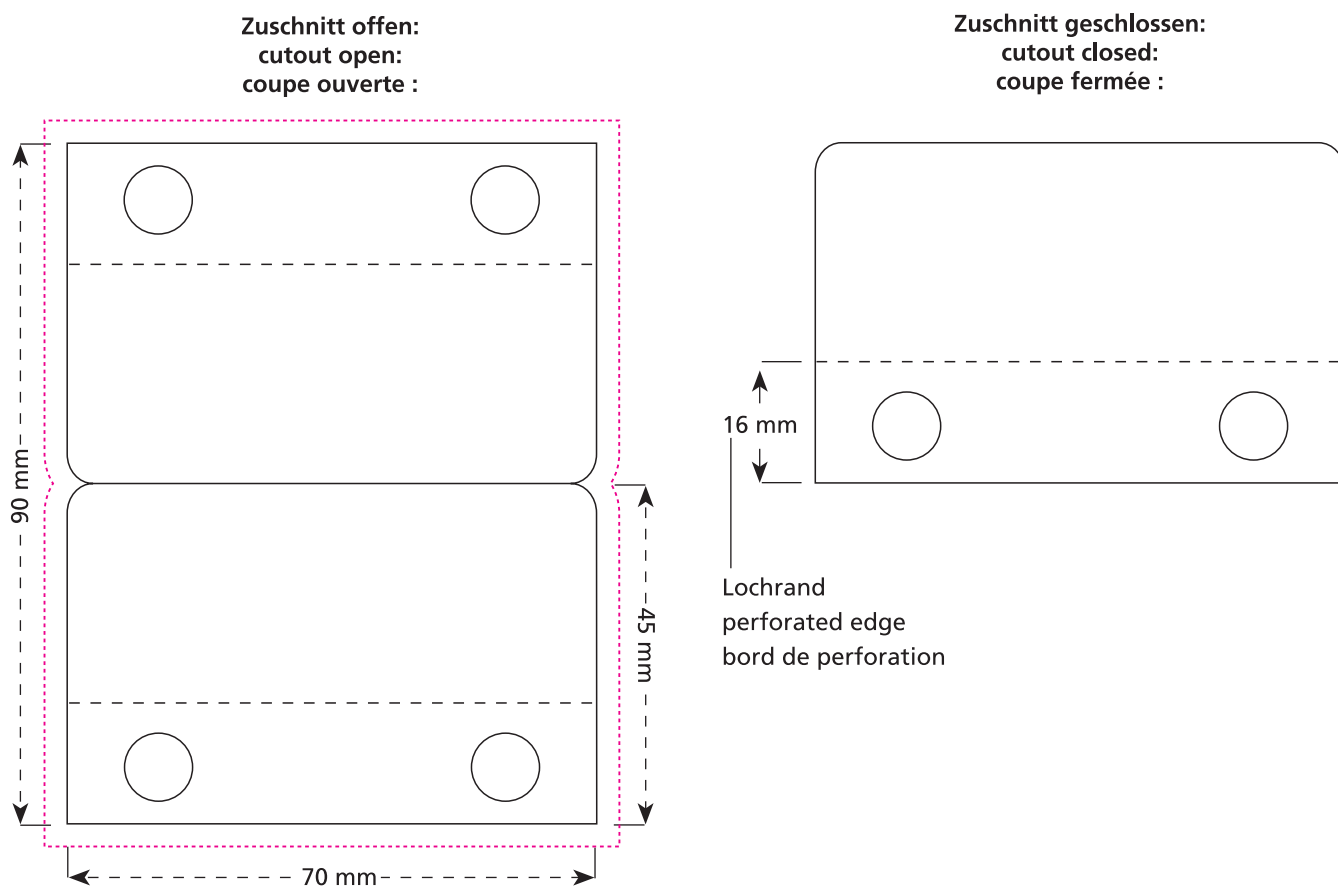 Zuschnitt offen:
cutout open:
coupe ouverte :
Zuschnitt geschlossen:
cutout closed:
coupe fermée :
90 mm
45 mm
70 mm
16 mm
Lochrand
perforated edge
bord de perforation